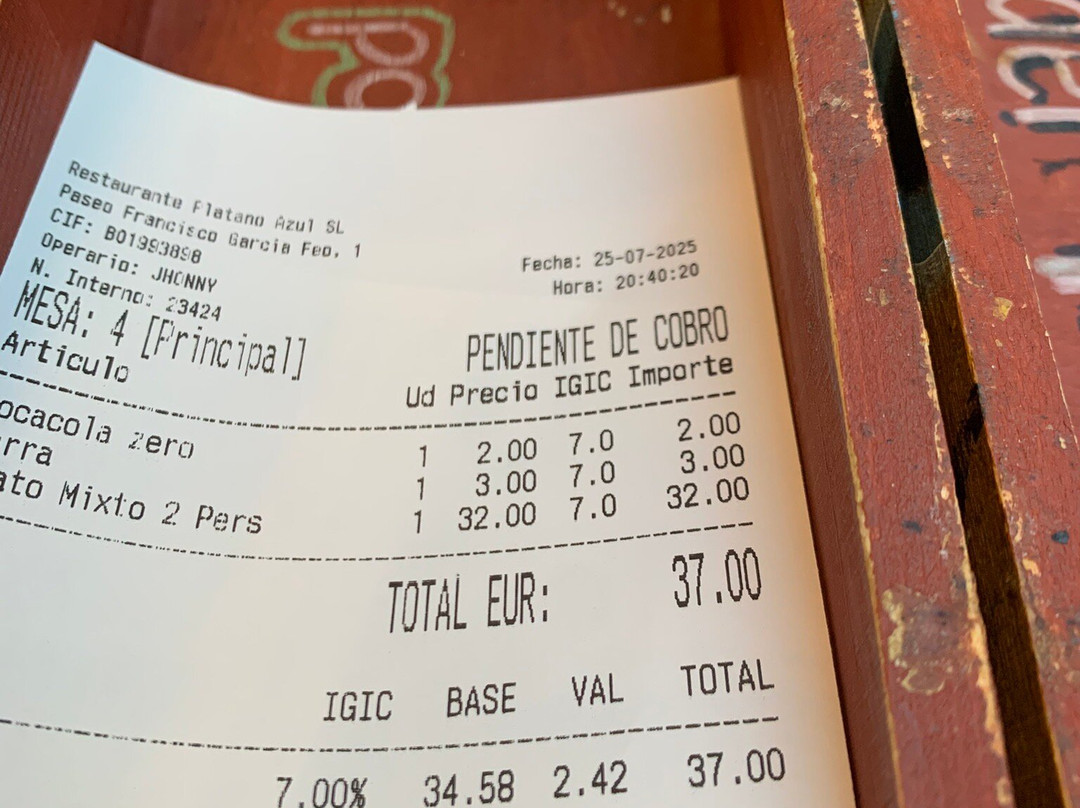 Restaurante Platano Azul SL
Paseo Francisco Garcia Feo, 1
CIF: B01993898
Operario: JHONNY
N. Interno: 23424
Fecha: 25-07-2025
Hora: 20:40:20
MESA: 4 [Principal]
PENDIENTE DE COBRO
Articulo Ud Precio IGIC Importe
ocacola zero 1 2.00 7.0 2.00
rra 1 3.00 7.0 3.00
ato Mixto 2 Pers 1 32.00 7.0 32.00
TOTAL EUR: 37.00
IGIC BASE VAL TOTAL
7.00% 34.58 2.42 37.00